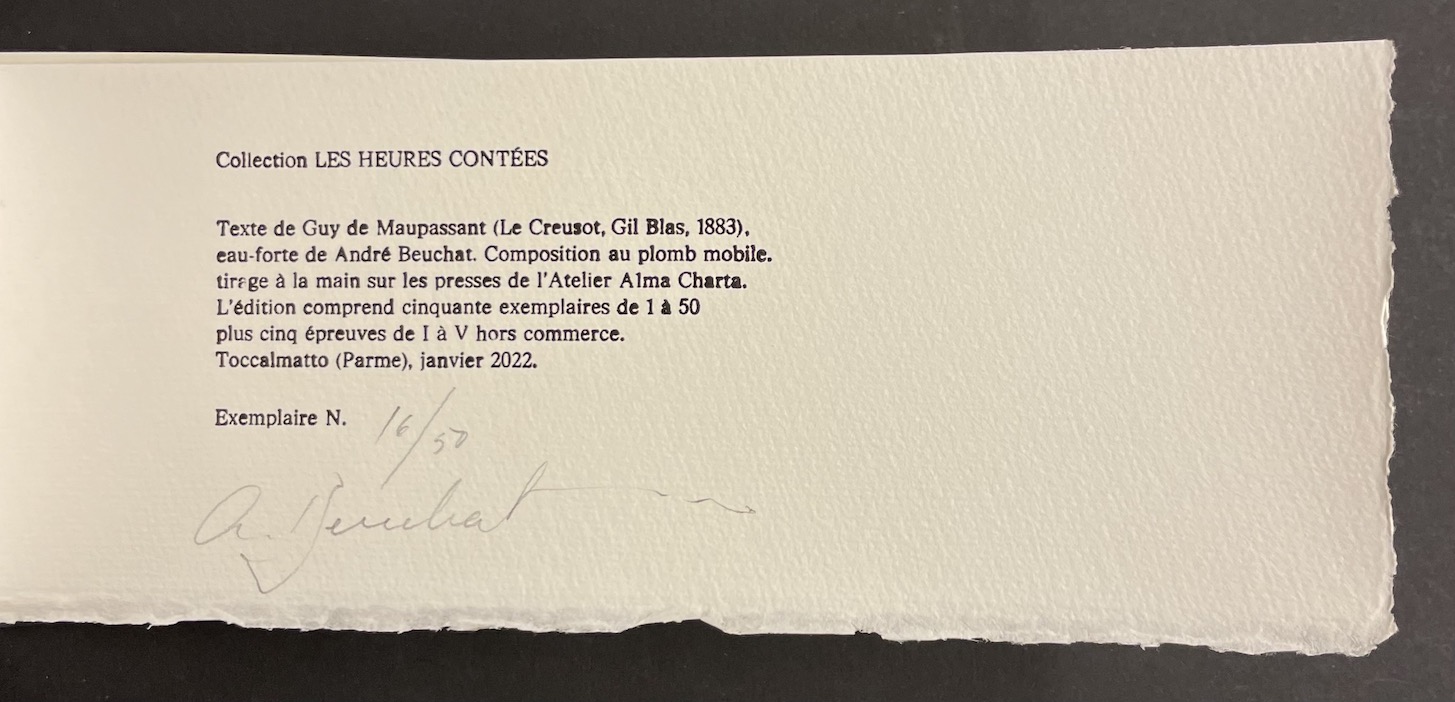 Collection LES HEURES CONTÉES
Texte de Guy de Maupassant (Le Creusot, Gil Blas, 1883),
eau-forte de André Beuchat. Composition au plomb mobile.
tirage à la main sur les presses de l'Atelier Alma Charta.
L'édition comprend cinquante exemplaires de 1 à 50
plus cinq épreuves de I à V hors commerce.
Toccalmatto (Parme), janvier 2022.
Exemplaire N. 16/50
A. Beuchat